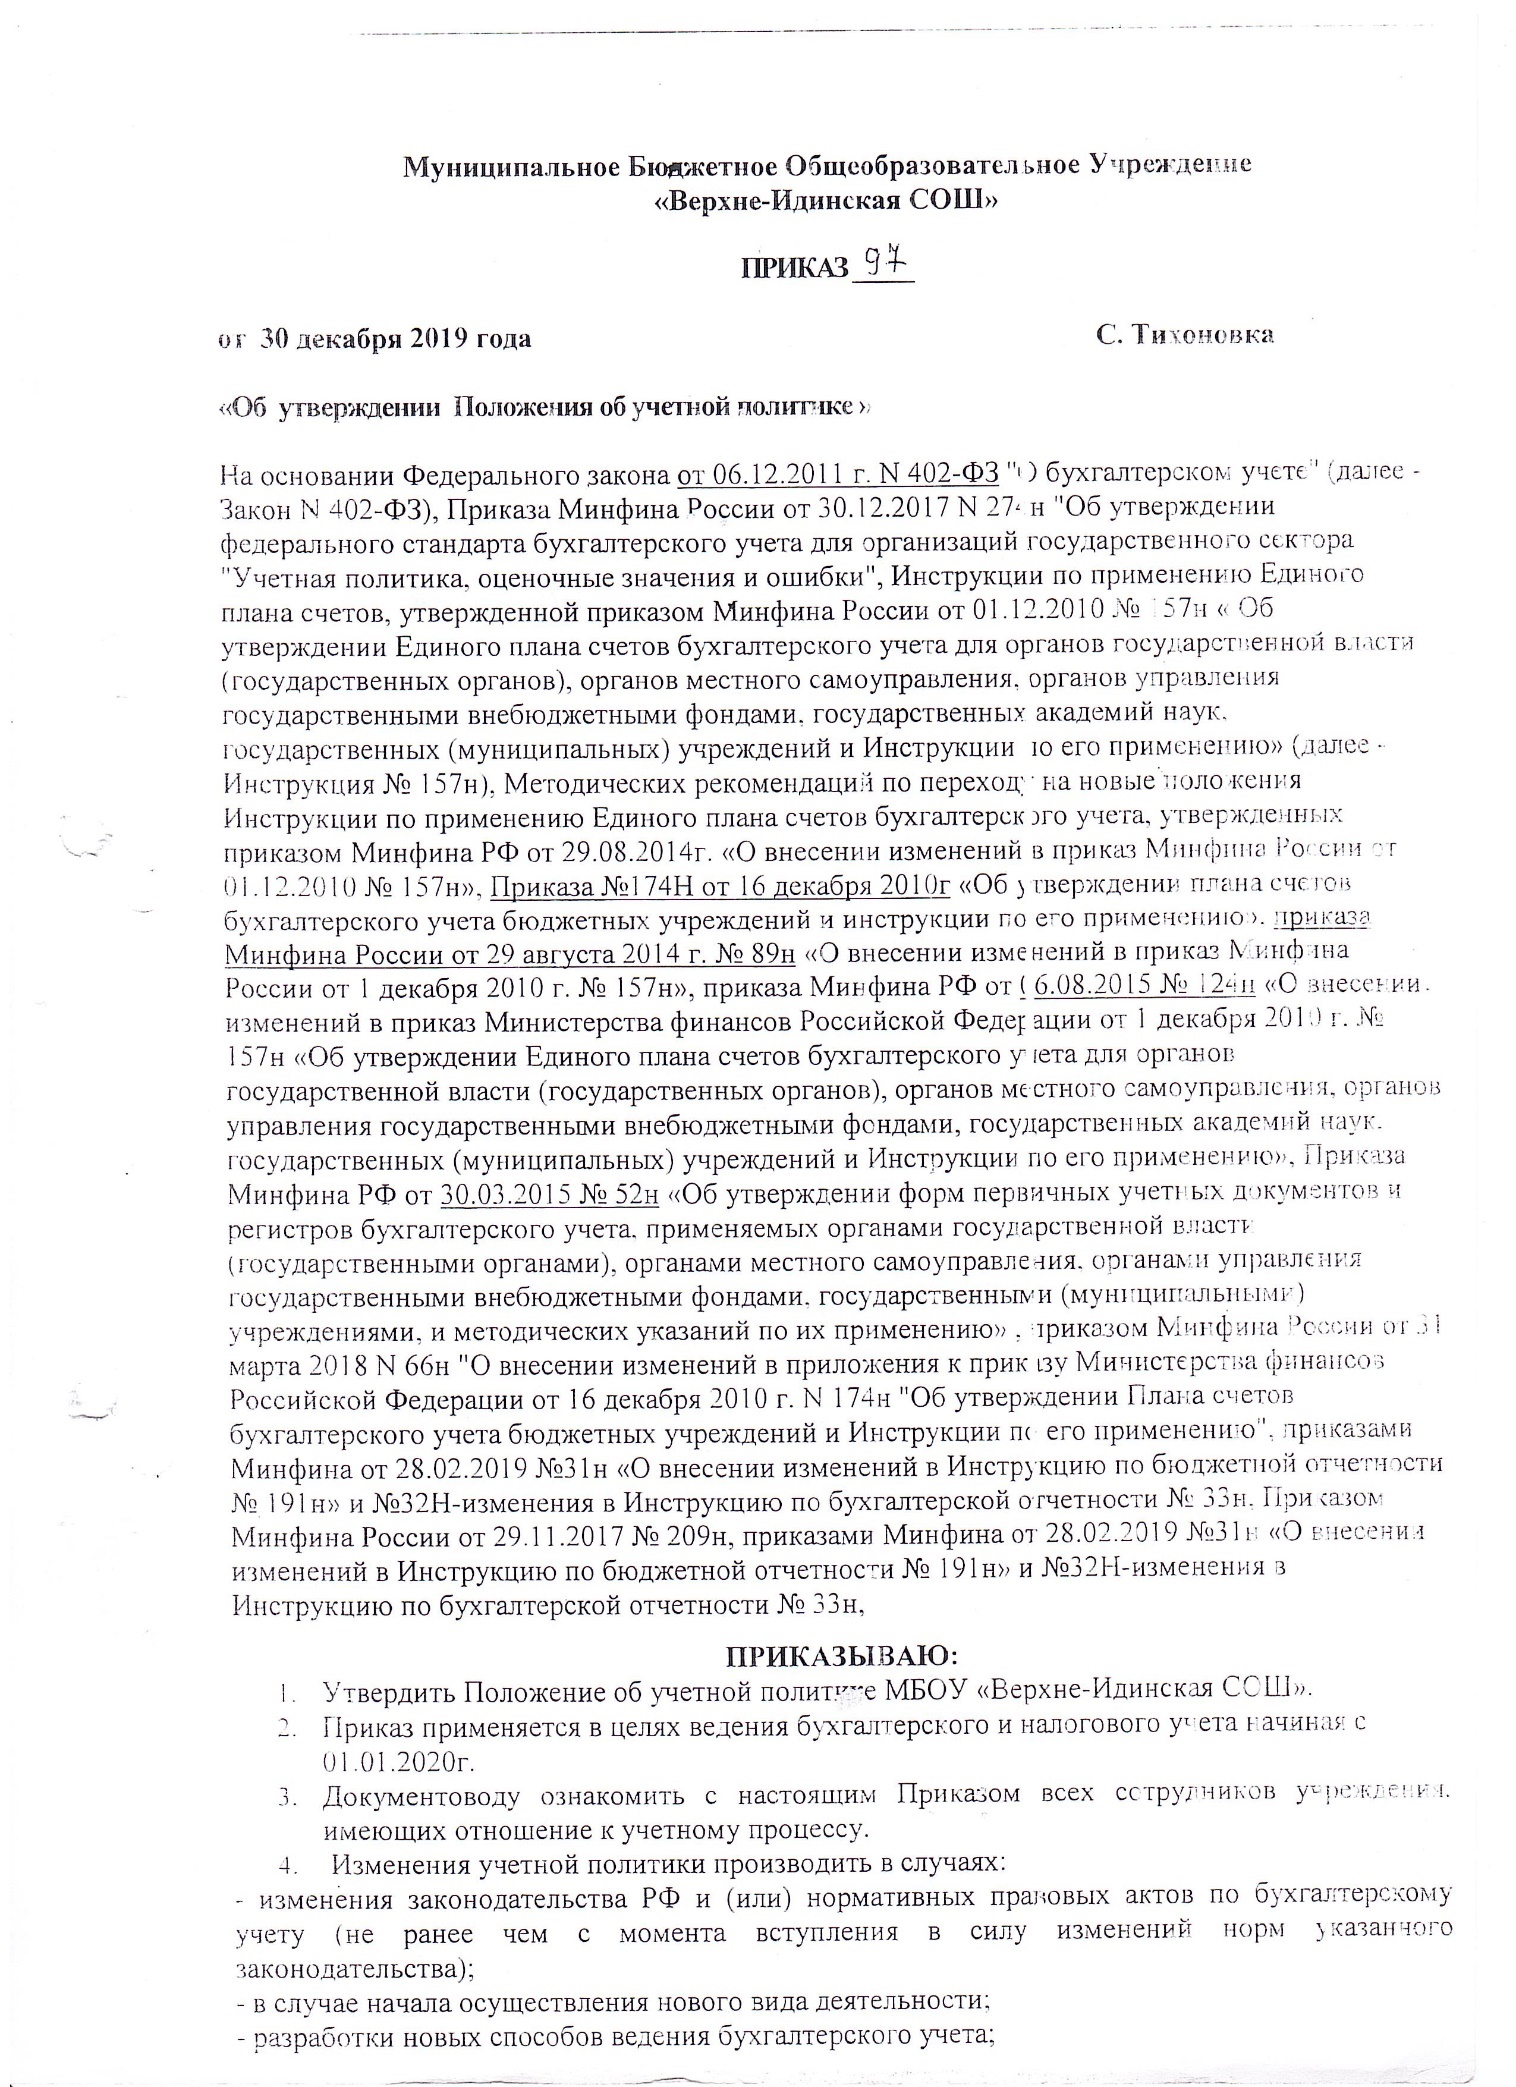 Муниципальное Бюджетное Общеобразовательное Учреждение
«Верхне-Идинская СОШ»
ПРИКАЗ 97
от 30 декабря 2019 года С. Тихоновка
«Об утверждении Положения об учетной политике»
На основании Федерального закона от 06.12.2011 г. N 402-ФЗ "О бухгалтерском учете" (далее -
Закон N 402-ФЗ), Приказа Минфина России от 30.12.2017 N 274н "Об утверждении
федерального стандарта бухгалтерского учета для организаций государственного сектора
"Учетная политика, оценочные значения и ошибки", Инструкции по применению Единого
плана счетов, утвержденной приказом Минфина России от 01.12.2010 № 157н « Об
утверждении Единого плана счетов бухгалтерского учета для органов государственной власти
(государственных органов), органов местного самоуправления, органов управления
государственными внебюджетными фондами, государственных академий наук,
государственных (муниципальных) учреждений и Инструкции по его применению» (далее -
Инструкция № 157н), Методических рекомендаций по переходу на новые положения
Инструкции по применению Единого плана счетов бухгалтерского учета, утвержденных
приказом Минфина РФ от 29.08.2014г. «О внесении изменений в приказ Минфина России от
01.12.2010 № 157н», Приказа №174Н от 16 декабря 2010г «Об утверждении плана счетов
бухгалтерского учета бюджетных учреждений и инструкции по его применению», приказа
Минфина России от 29 августа 2014 г. № 89н «О внесении изменений в приказ Минфина
России от 1 декабря 2010 г. № 157н», приказа Минфина РФ от 06.08.2015 № 124н «О внесении
изменений в приказ Министерства финансов Российской Федерации от 1 декабря 2010 г. №
157н «Об утверждении Единого плана счетов бухгалтерского учета для органов
государственной власти (государственных органов), органов местного самоуправления, органов
управления государственными внебюджетными фондами, государственных академий наук,
государственных (муниципальных) учреждений и Инструкции по его применению», Приказа
Минфина РФ от 30.03.2015 № 52н «Об утверждении форм первичных учетных документов и
регистров бухгалтерского учета, применяемых органами государственной власти
(государственными органами), органами местного самоуправления, органами управления
государственными внебюджетными фондами, государственными (муниципальными)
учреждениями, и методических указаний по их применению» , приказом Минфина России от 31
марта 2018 N 66н "О внесении изменений в приложения к приказу Министерства финансов
Российской Федерации от 16 декабря 2010 г. N 174н "Об утверждении Плана счетов
бухгалтерского учета бюджетных учреждений и Инструкции по его применению", приказами
Минфина от 28.02.2019 №31н «О внесении изменений в Инструкцию по бюджетной отчетности
№ 191н» и №32Н-изменения в Инструкцию по бухгалтерской отчетности № 33н, Приказом
Минфина России от 29.11.2017 № 209н, приказами Минфина от 28.02.2019 №31н «О внесении
изменений в Инструкцию по бюджетной отчетности № 191н» и №32Н-изменения в
Инструкцию по бухгалтерской отчетности № 33н,
ПРИКАЗЫВАЮ:
1. Утвердить Положение об учетной политике МБОУ «Верхне-Идинская СОШ».
2. Приказ применяется в целях ведения бухгалтерского и налогового учета начиная с
01.01.2020г.
3. Документоводу ознакомить с настоящим Приказом всех сотрудников учреждения,
имеющих отношение к учетному процессу.
4. Изменения учетной политики производить в случаях:
- изменения законодательства РФ и (или) нормативных правовых актов по бухгалтерскому
учету (не ранее чем с момента вступления в силу изменений норм указанного
законодательства);
- в случае начала осуществления нового вида деятельности;
- разработки новых способов ведения бухгалтерского учета;